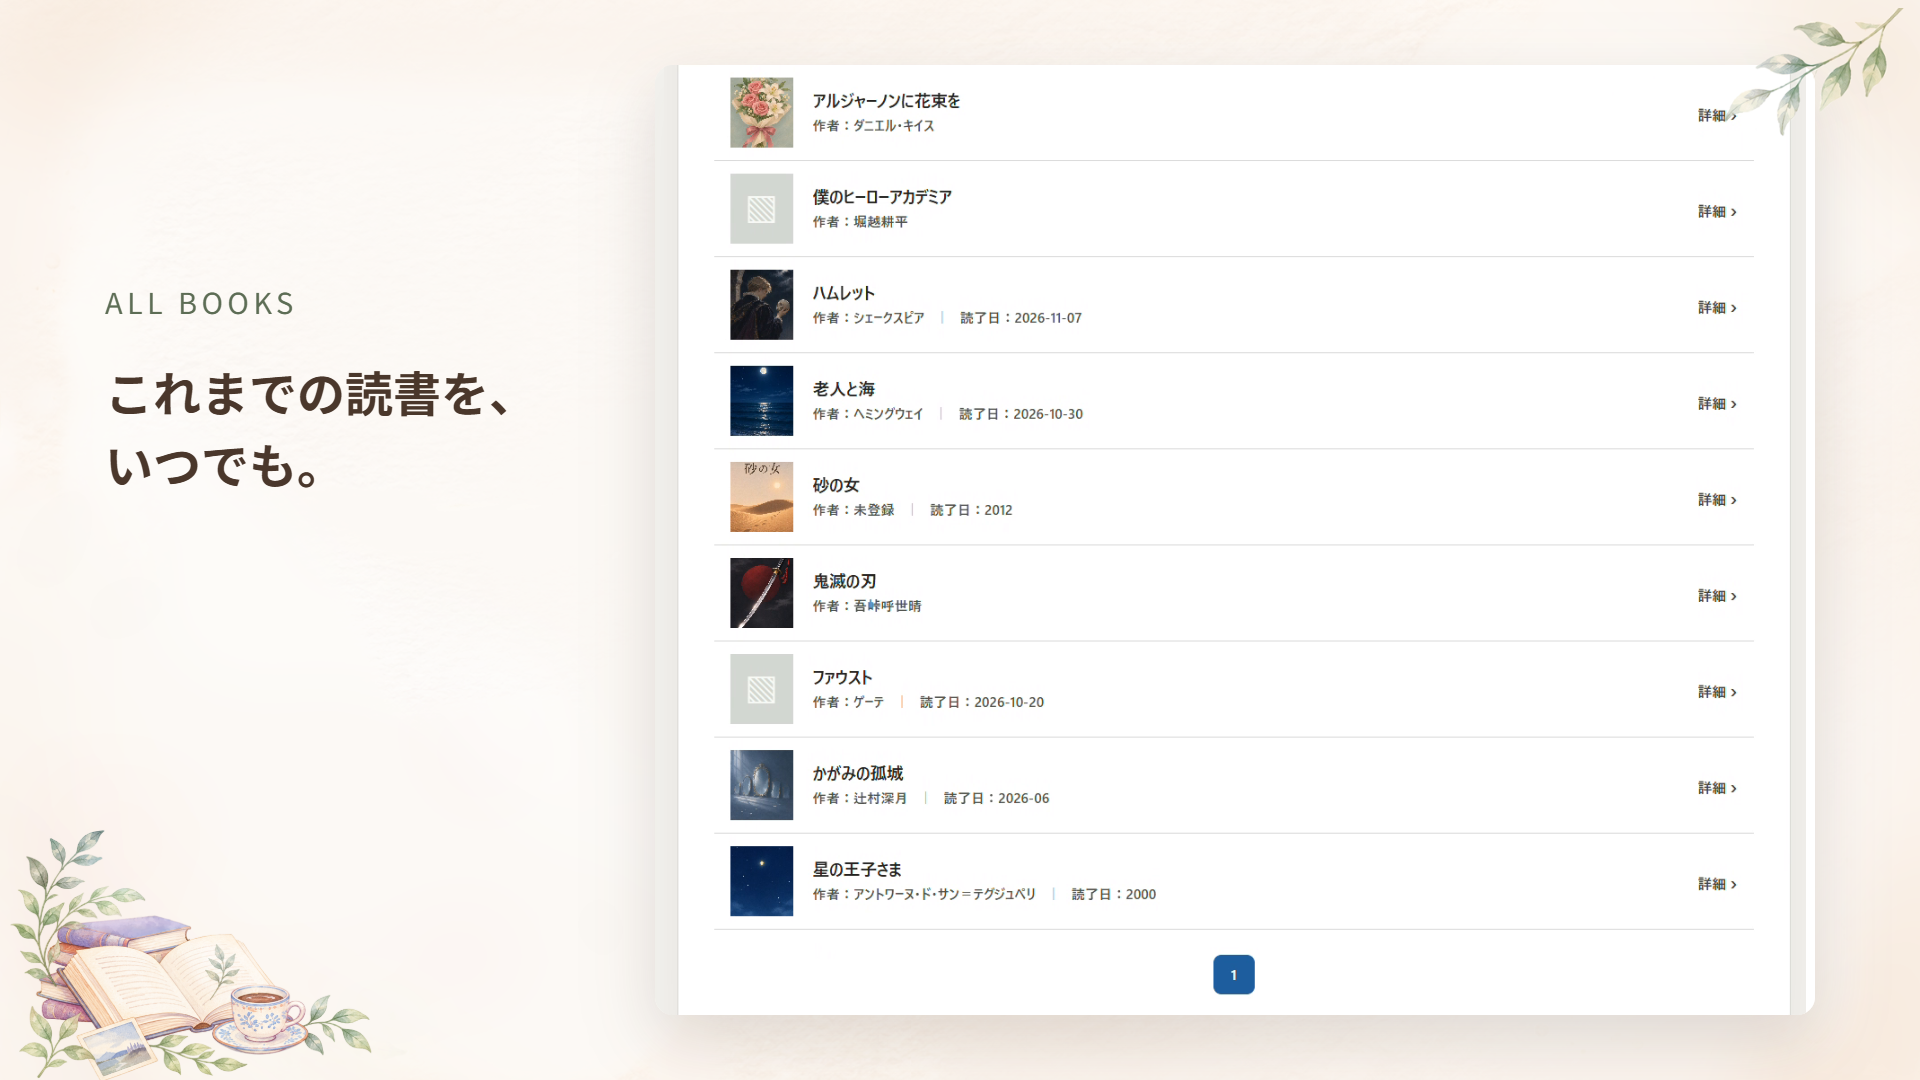 ALL BOOKS
これまでの読書を、
いつでも。
アルジャーノンに花束を
作者：ダニエル・キイス
詳細 ›
僕のヒーローアカデミア
作者：堀越耕平
詳細 ›
ハムレット
作者：シェークスピア | 読了日：2026-11-07
詳細 ›
老人と海
作者：ヘミングウェイ | 読了日：2026-10-30
詳細 ›
砂の女
砂の女
作者：未登録 | 読了日：2012
詳細 ›
鬼滅の刃
作者：吾峠呼世晴
詳細 ›
ファウスト
作者：ゲーテ | 読了日：2026-10-20
詳細 ›
かがみの孤城
作者：辻村深月 | 読了日：2026-06
詳細 ›
星の王子さま
作者：アントワーヌ・ド・サン＝テグジュペリ | 読了日：2000
詳細 ›
1